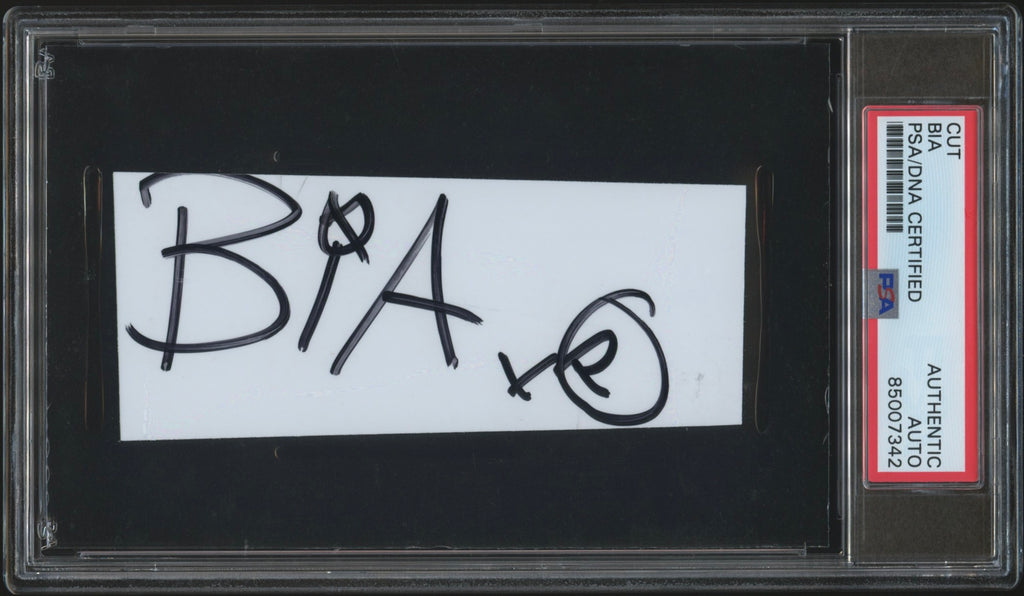 BiA
CUT
BIA
PSA/DNA CERTIFIED
PSA
AUTHENTIC
AUTO
85007342